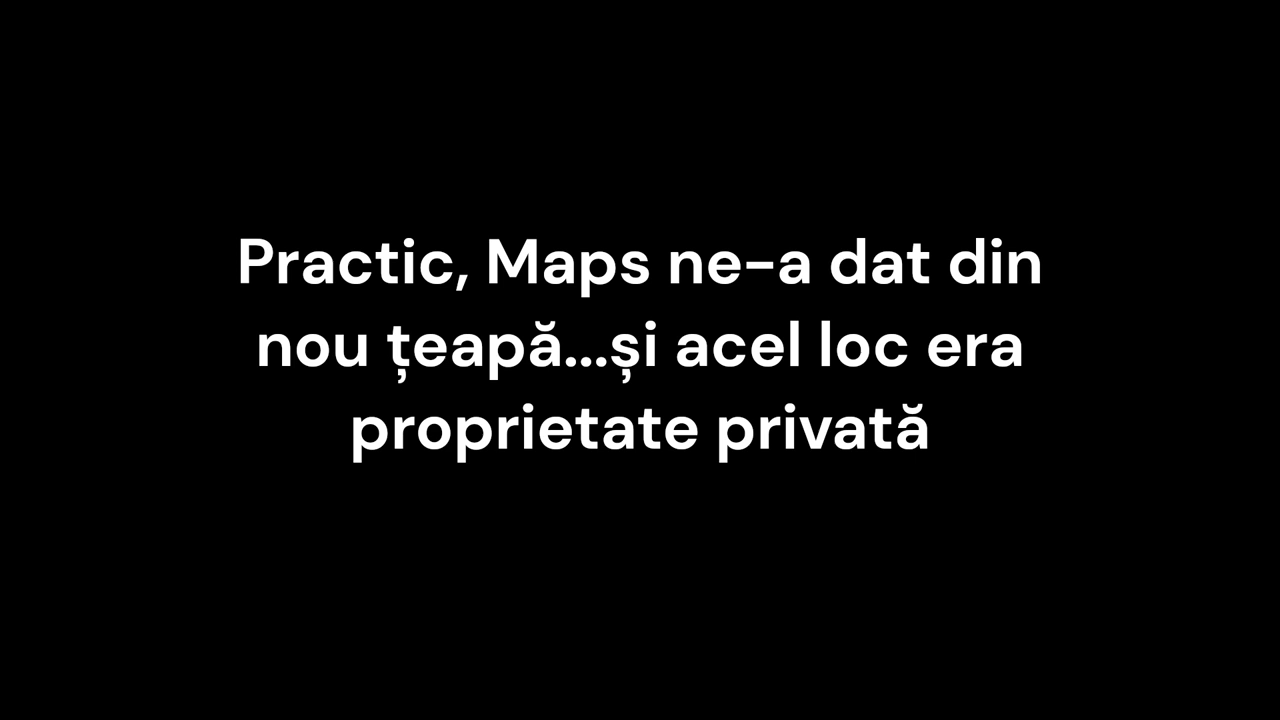 Practic, Maps ne-a dat din
nou țeapă...și acel loc era
proprietate privată